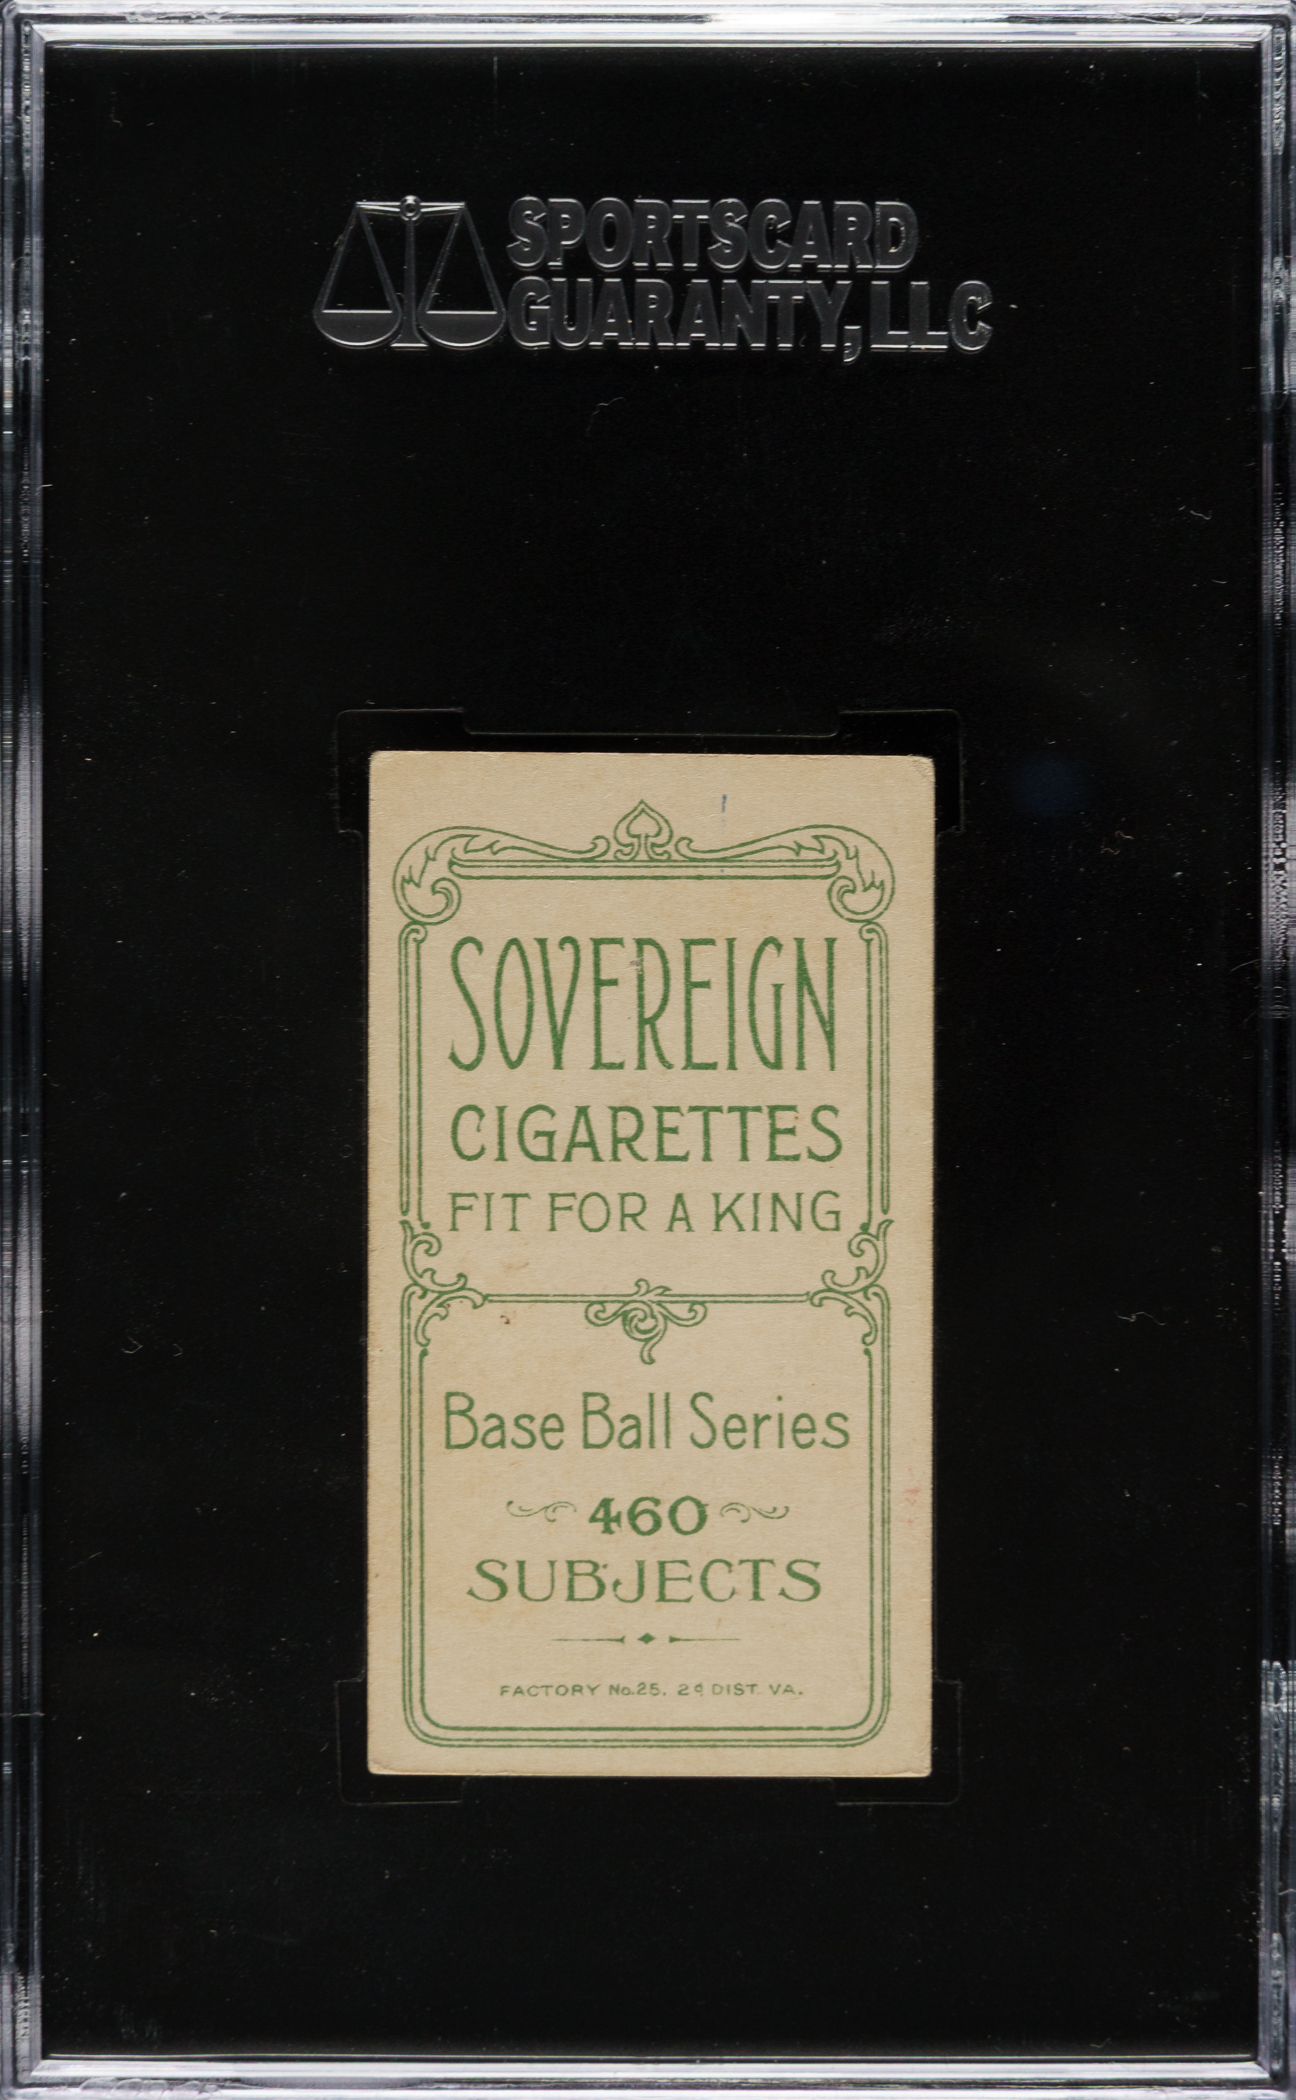 SPORTSCARD
GUARANTY, LLC
SOVEREIGN
CIGARETTES
FIT FOR A KING
Base Ball Series
460
SUBJECTS
FACTORY No. 25. 2d DIST. VA.